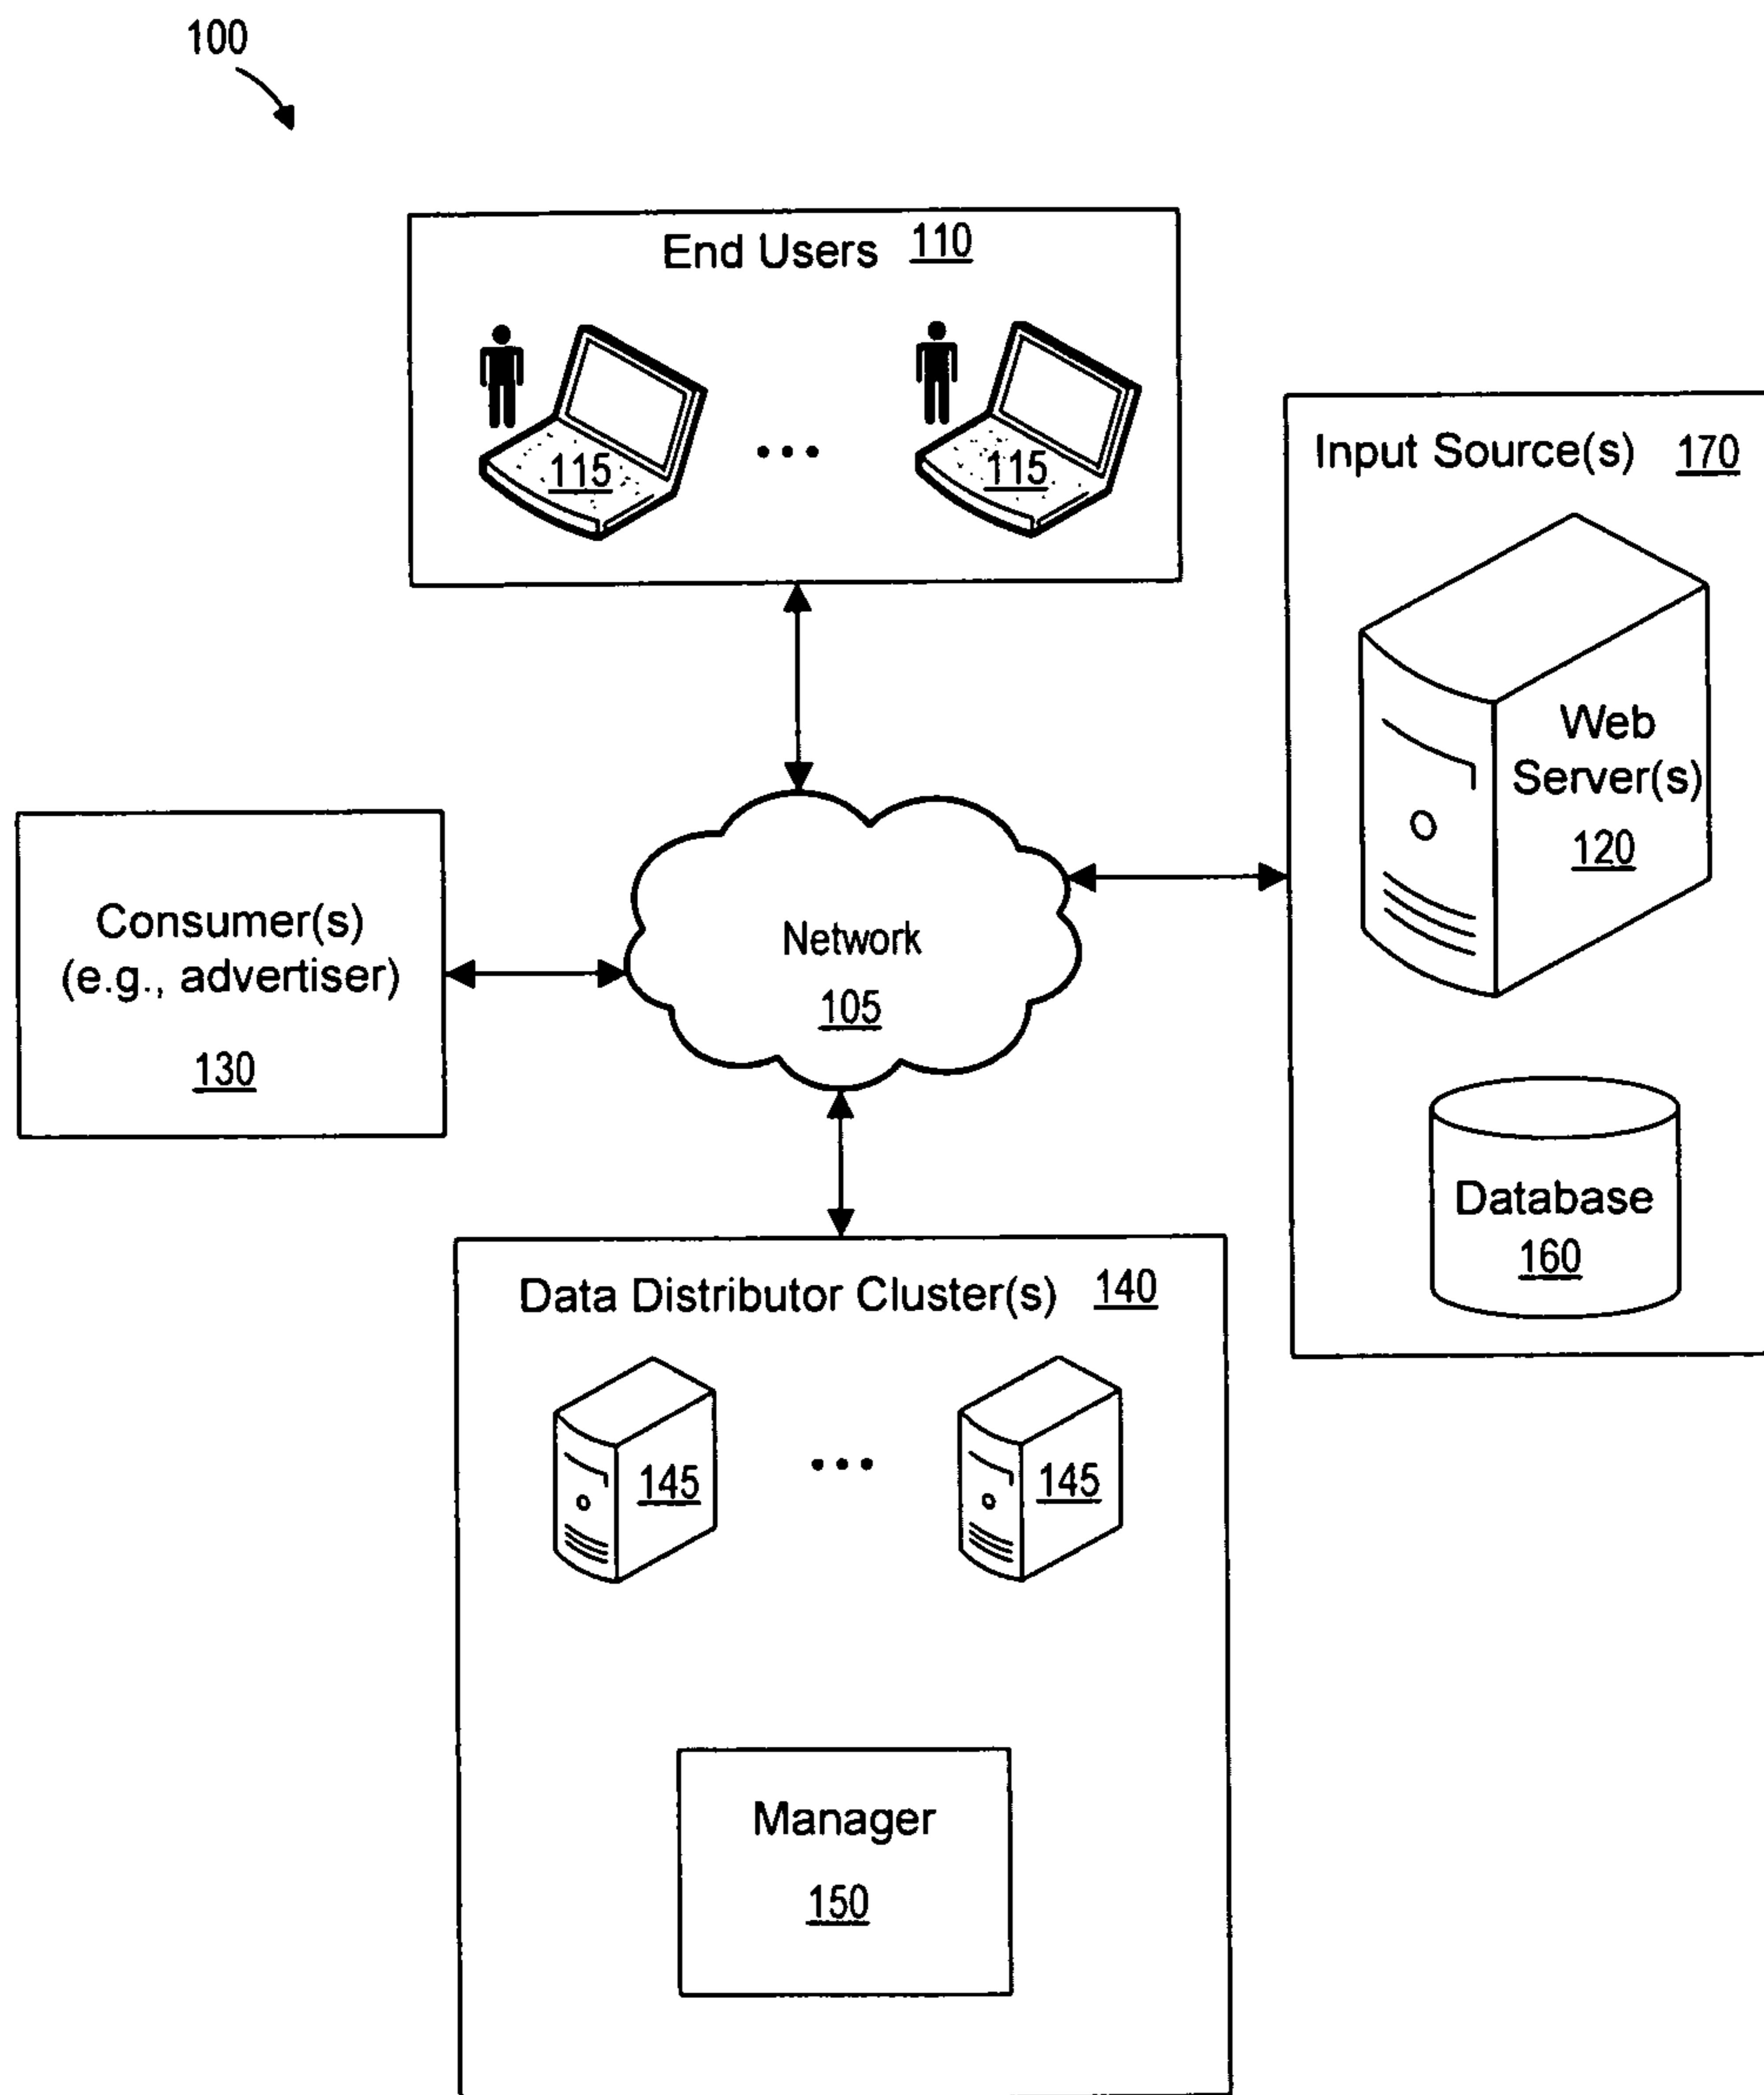 100
End Users 110
115 ... 115
Input Source(s) 170
Web
Server(s)
120
Consumer(s)
(e.g., advertiser)
130
Network
105
Database
160
Data Distributor Cluster(s) 140
145 ... 145
Manager
150